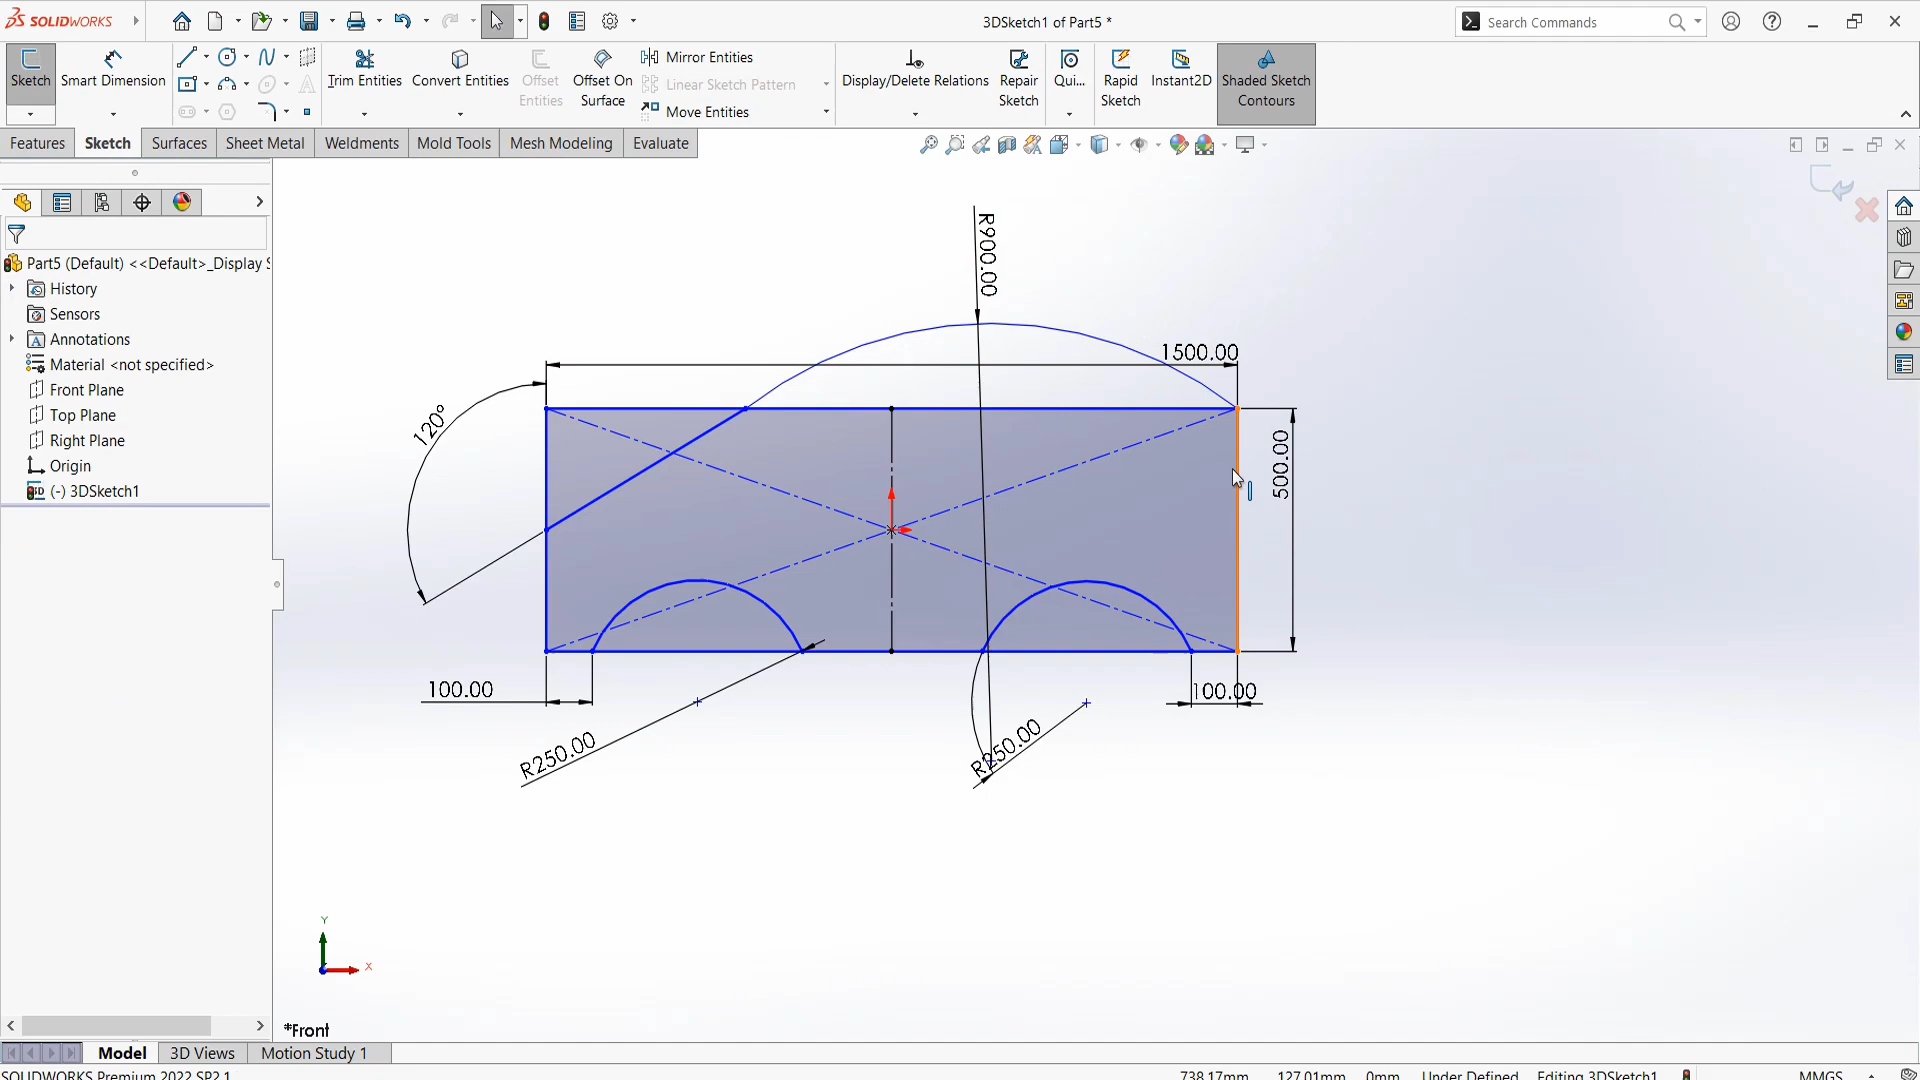 SOLIDWORKS
3DSketch1 of Part5 *
Search Commands
Sketch
Smart Dimension
Trim Entities
Convert Entities
Offset Entities
Offset On Surface
Mirror Entities
Linear Sketch Pattern
Move Entities
Display/Delete Relations
Repair Sketch
Qui...
Rapid Sketch
Instant2D
Shaded Sketch Contours
Features
Sketch
Surfaces
Sheet Metal
Weldments
Mold Tools
Mesh Modeling
Evaluate
Part5 (Default) <<Default>_Display S
History
Sensors
Annotations
Material <not specified>
Front Plane
Top Plane
Right Plane
Origin
(-) 3DSketch1
R900.00
1500.00
120°
500.00
100.00
100.00
R250.00
R250.00
Y
X
*Front
Model
3D Views
Motion Study 1
SOLIDWORKS Premium 2022 SP2.1
738.17mm
127.01mm
0mm
Under Defined
Editing 3DSketch1
MMGS